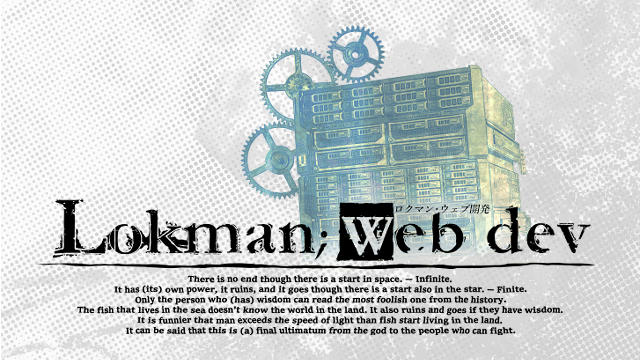 ロクマン・ウェブ開発
Lokman; Web dev
There is no end though there is a start in space. — Infinite.
It has (its) own power, it ruins, and it goes though there is a start also in the star. — Finite.
Only the person who (has) wisdom can read the most foolish one from the history.
The fish that lives in the sea doesn't know the world in the land. It also ruins and goes if they have wisdom.
It is funnier that man exceeds the speed of light than fish start living in the land.
It can be said that this is (a) final ultimatum from the god to the people who can fight.